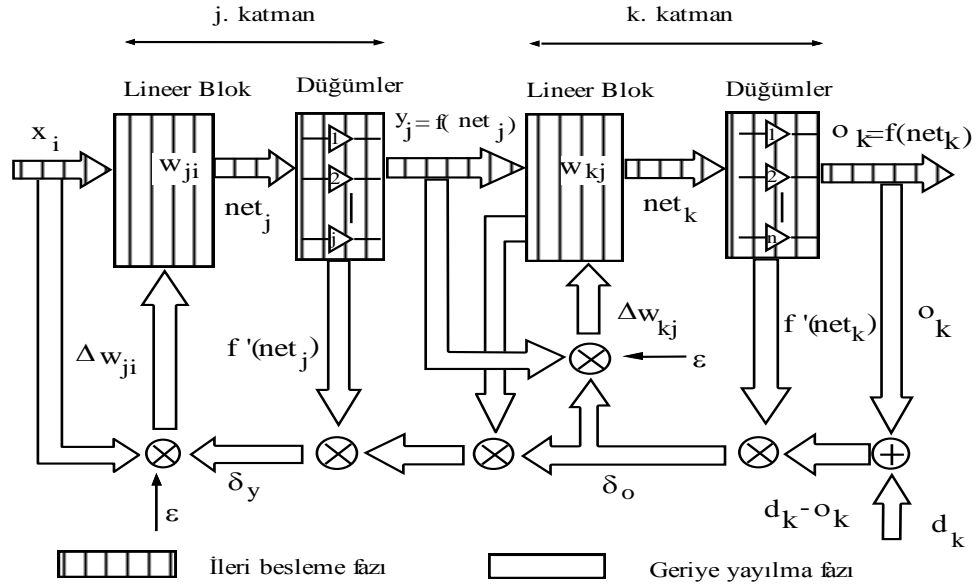 j. katman
k. katman
Lineer Blok
Düğümler
Lineer Blok
Düğümler
x_i
w_ji
net_j
1
2
j
y_j=f( net_j)
w_kj
net_k
1
2
n
o_k=f(net_k)
Δw_ji
f '(net_j)
Δw_kj
ε
f '(net_k)
o_k
δ_y
ε
δ_o
d_k-o_k
d_k
İleri besleme fazı
Geriye yayılma fazı